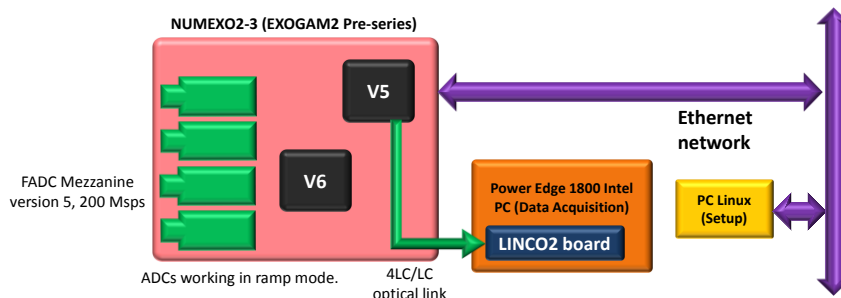 NUMEXO2-3 (EXOGAM2 Pre-series)
V5
Ethernet
network
V6
FADC Mezzanine
version 5, 200 Msps
Power Edge 1800 Intel
PC (Data Acquisition)
PC Linux
(Setup)
LINCO2 board
ADCs working in ramp mode.
4LC/LC
optical link